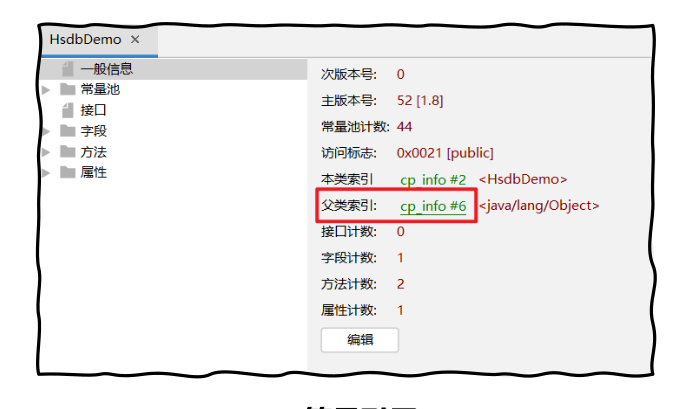 HsdbDemo ×
一般信息
常量池
接口
字段
方法
属性
次版本号: 0
主版本号: 52 [1.8]
常量池计数: 44
访问标志: 0x0021 [public]
本类索引 cp_info #2 <HsdbDemo>
父类索引: cp_info #6 <java/lang/Object>
接口计数: 0
字段计数: 1
方法计数: 2
属性计数: 1
编辑